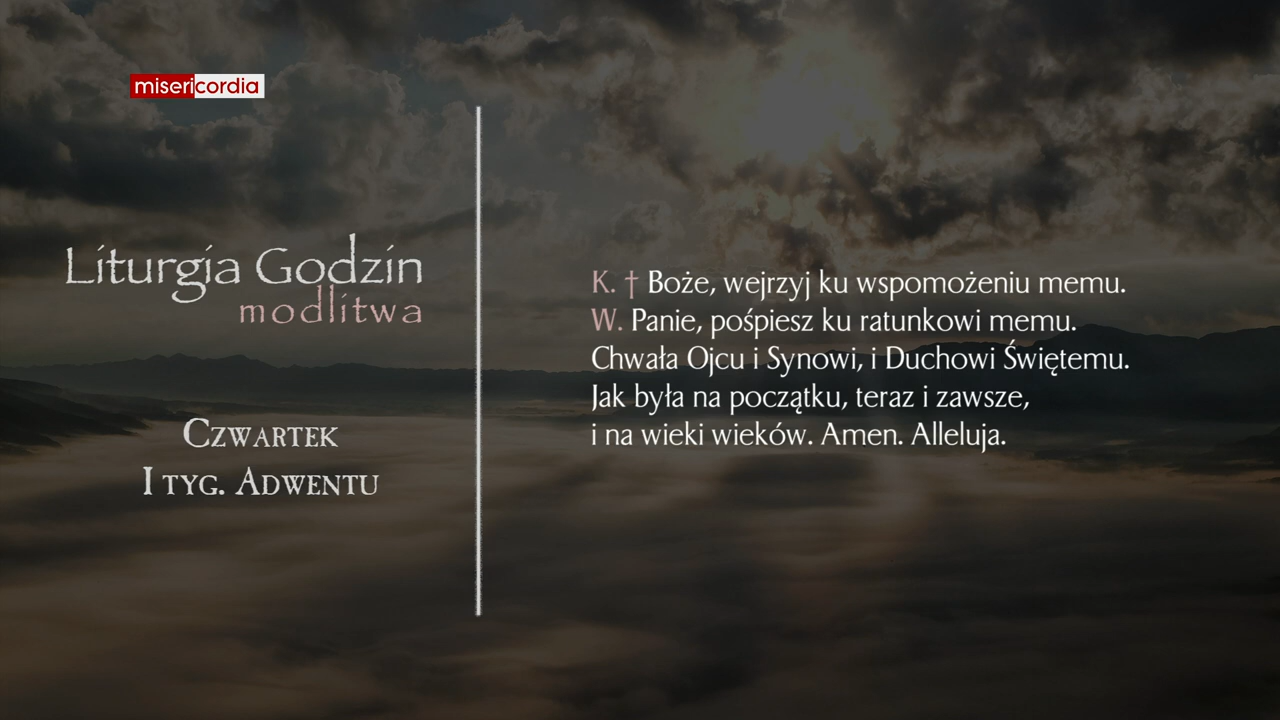 misericordia
Liturgia Godzin
modlitwa
Czwartek
I tyg. Adwentu
K. † Boże, wejrzyj ku wspomożeniu memu.
W. Panie, pośpiesz ku ratunkowi memu.
Chwała Ojcu i Synowi, i Duchowi Świętemu.
Jak była na początku, teraz i zawsze,
i na wieki wieków. Amen. Alleluja.